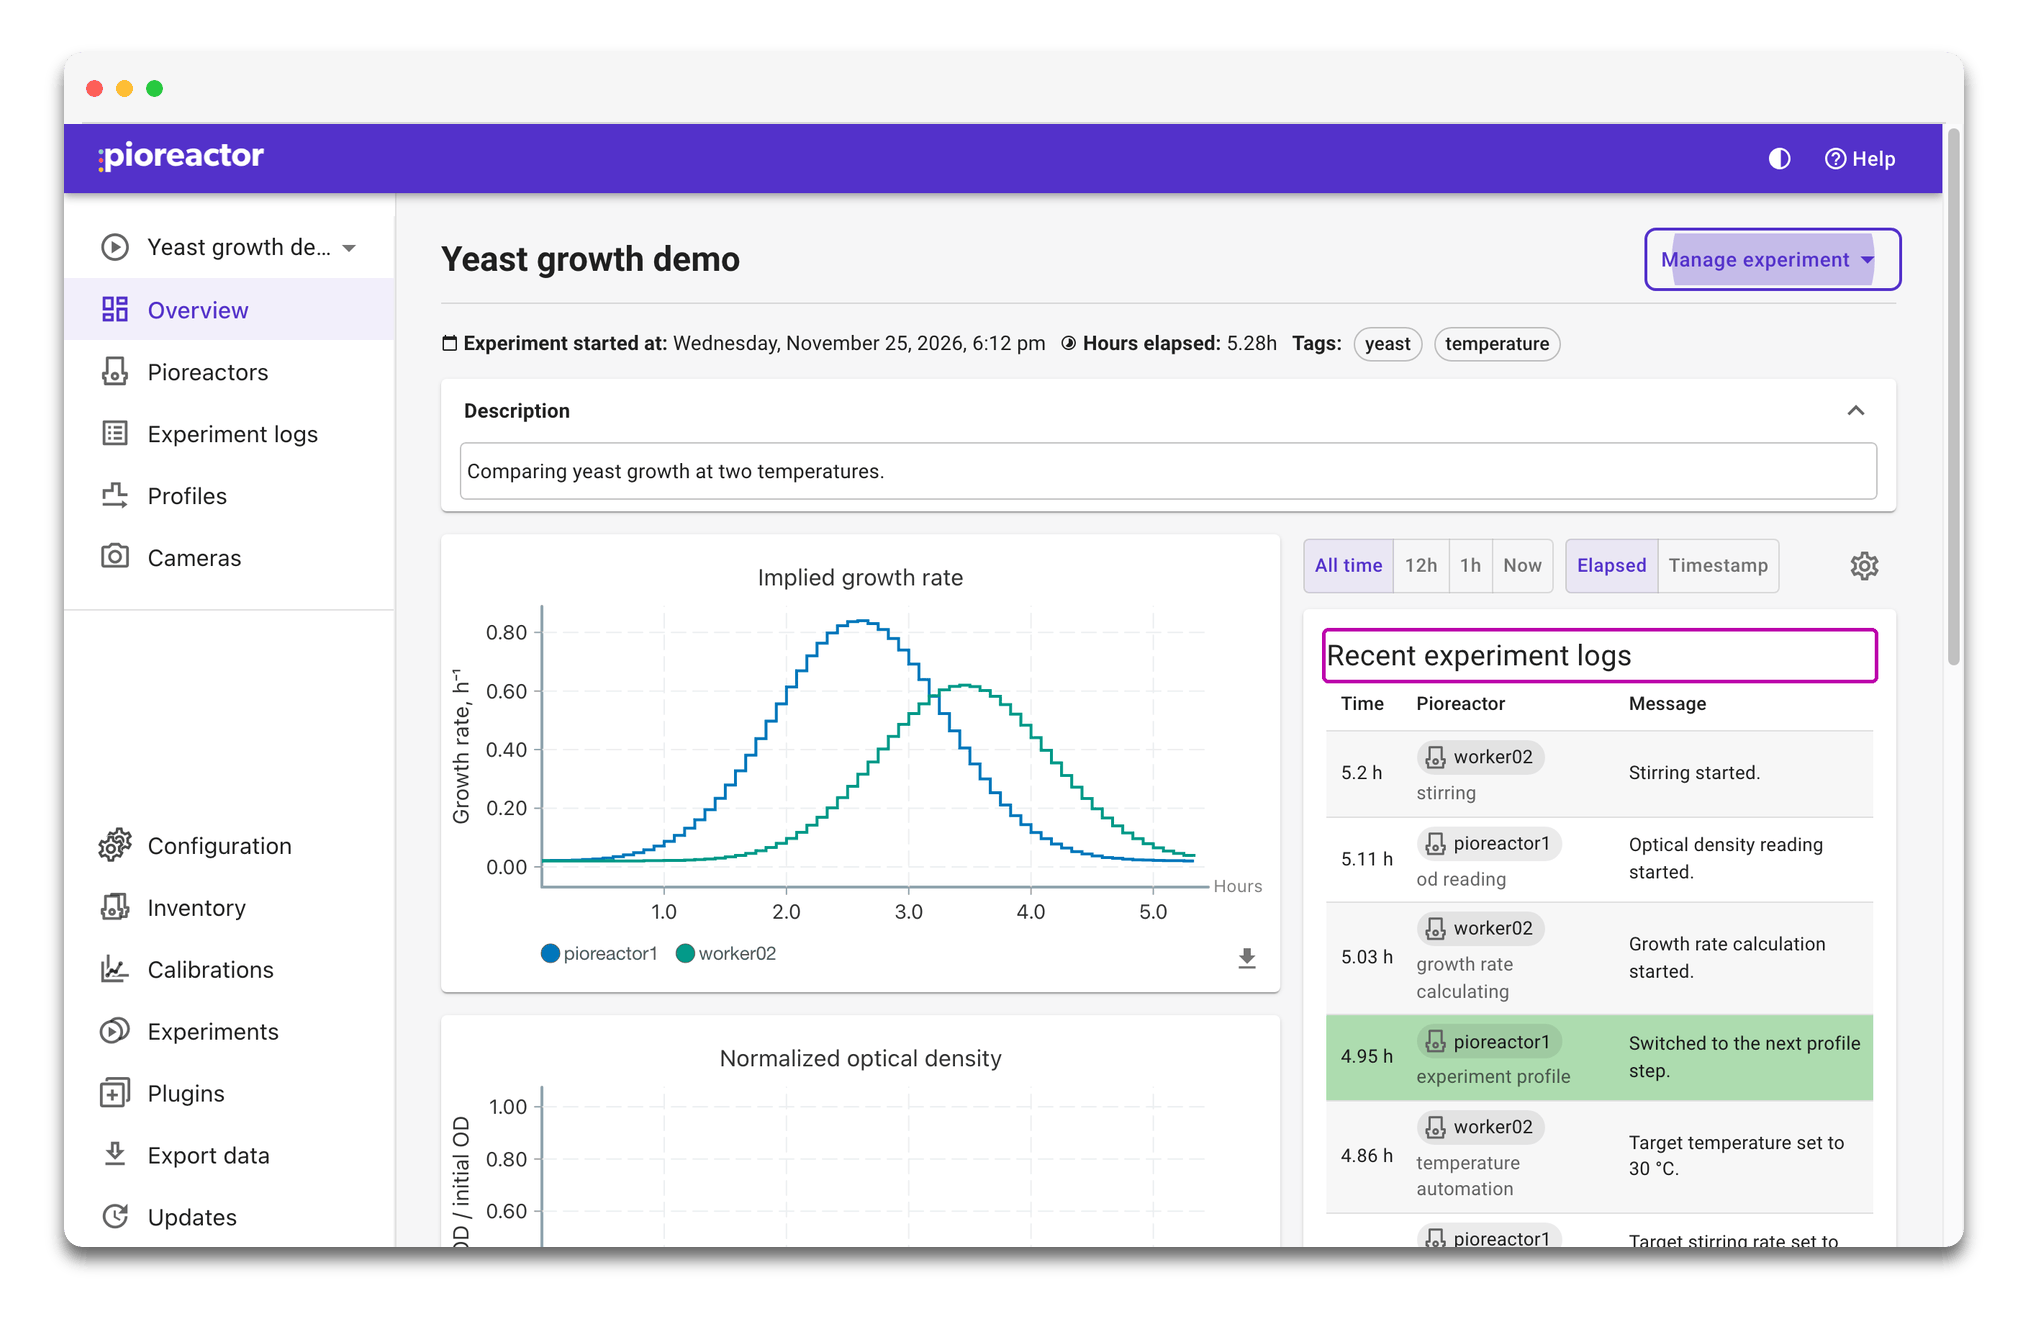 pioreactor
Help
Yeast growth de...
Overview
Pioreactors
Experiment logs
Profiles
Cameras
Configuration
Inventory
Calibrations
Experiments
Plugins
Export data
Updates
Yeast growth demo
Manage experiment
Experiment started at: Wednesday, November 25, 2026, 6:12 pm Hours elapsed: 5.28h Tags: yeast temperature
Description
Comparing yeast growth at two temperatures.
Implied growth rate
Growth rate, h⁻¹
0.80
0.60
0.40
0.20
0.00
1.0 2.0 3.0 4.0 5.0
Hours
pioreactor1 worker02
Normalized optical density
OD / initial OD
1.00
0.80
0.60
All time 12h 1h Now Elapsed Timestamp
Recent experiment logs
Time Pioreactor Message
5.2 h worker02 Stirring started.
stirring
5.11 h pioreactor1 Optical density reading
od reading started.
5.03 h worker02 Growth rate calculation
growth rate started.
calculating
4.95 h pioreactor1 Switched to the next profile
experiment profile step.
4.86 h worker02 Target temperature set to
temperature 30 °C.
automation
pioreactor1 Target stirring rate set to